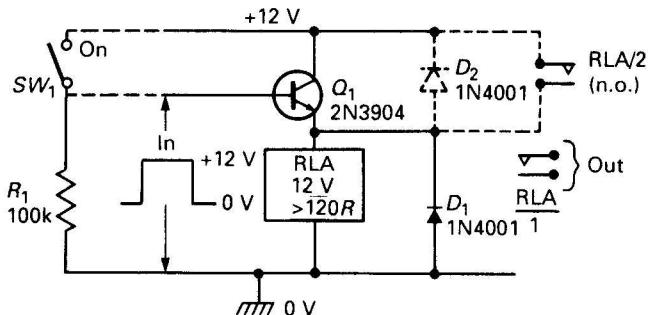 +12 V
On
SW1
In
+12 V
0 V
R1
100k
Q1
2N3904
RLA
12 V
>120R
D2
1N4001
RLA/2
(n.o.)
Out
RLA
1
D1
1N4001
0 V